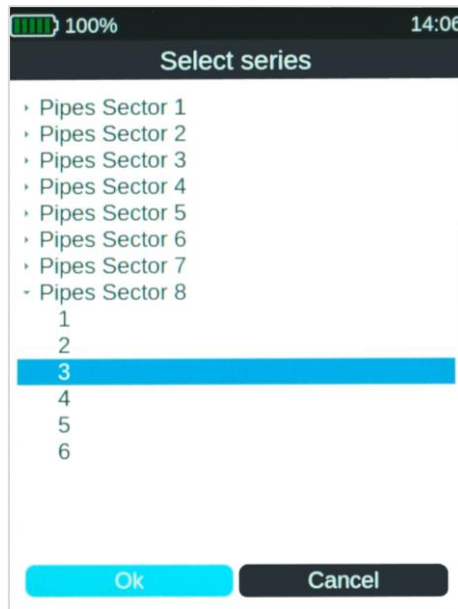 100% 14:06
Select series
Pipes Sector 1
Pipes Sector 2
Pipes Sector 3
Pipes Sector 4
Pipes Sector 5
Pipes Sector 6
Pipes Sector 7
Pipes Sector 8
1
2
3
4
5
6
Ok Cancel